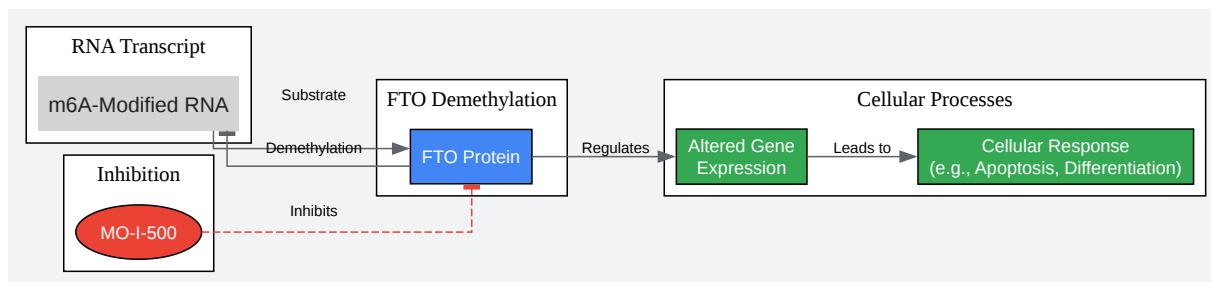 RNA Transcript
m6A-Modified RNA
Substrate
Demethylation
FTO Demethylation
FTO Protein
Regulates
Cellular Processes
Altered Gene
Expression
Leads to
Cellular Response
(e.g., Apoptosis, Differentiation)
Inhibition
MO-I-500
Inhibits